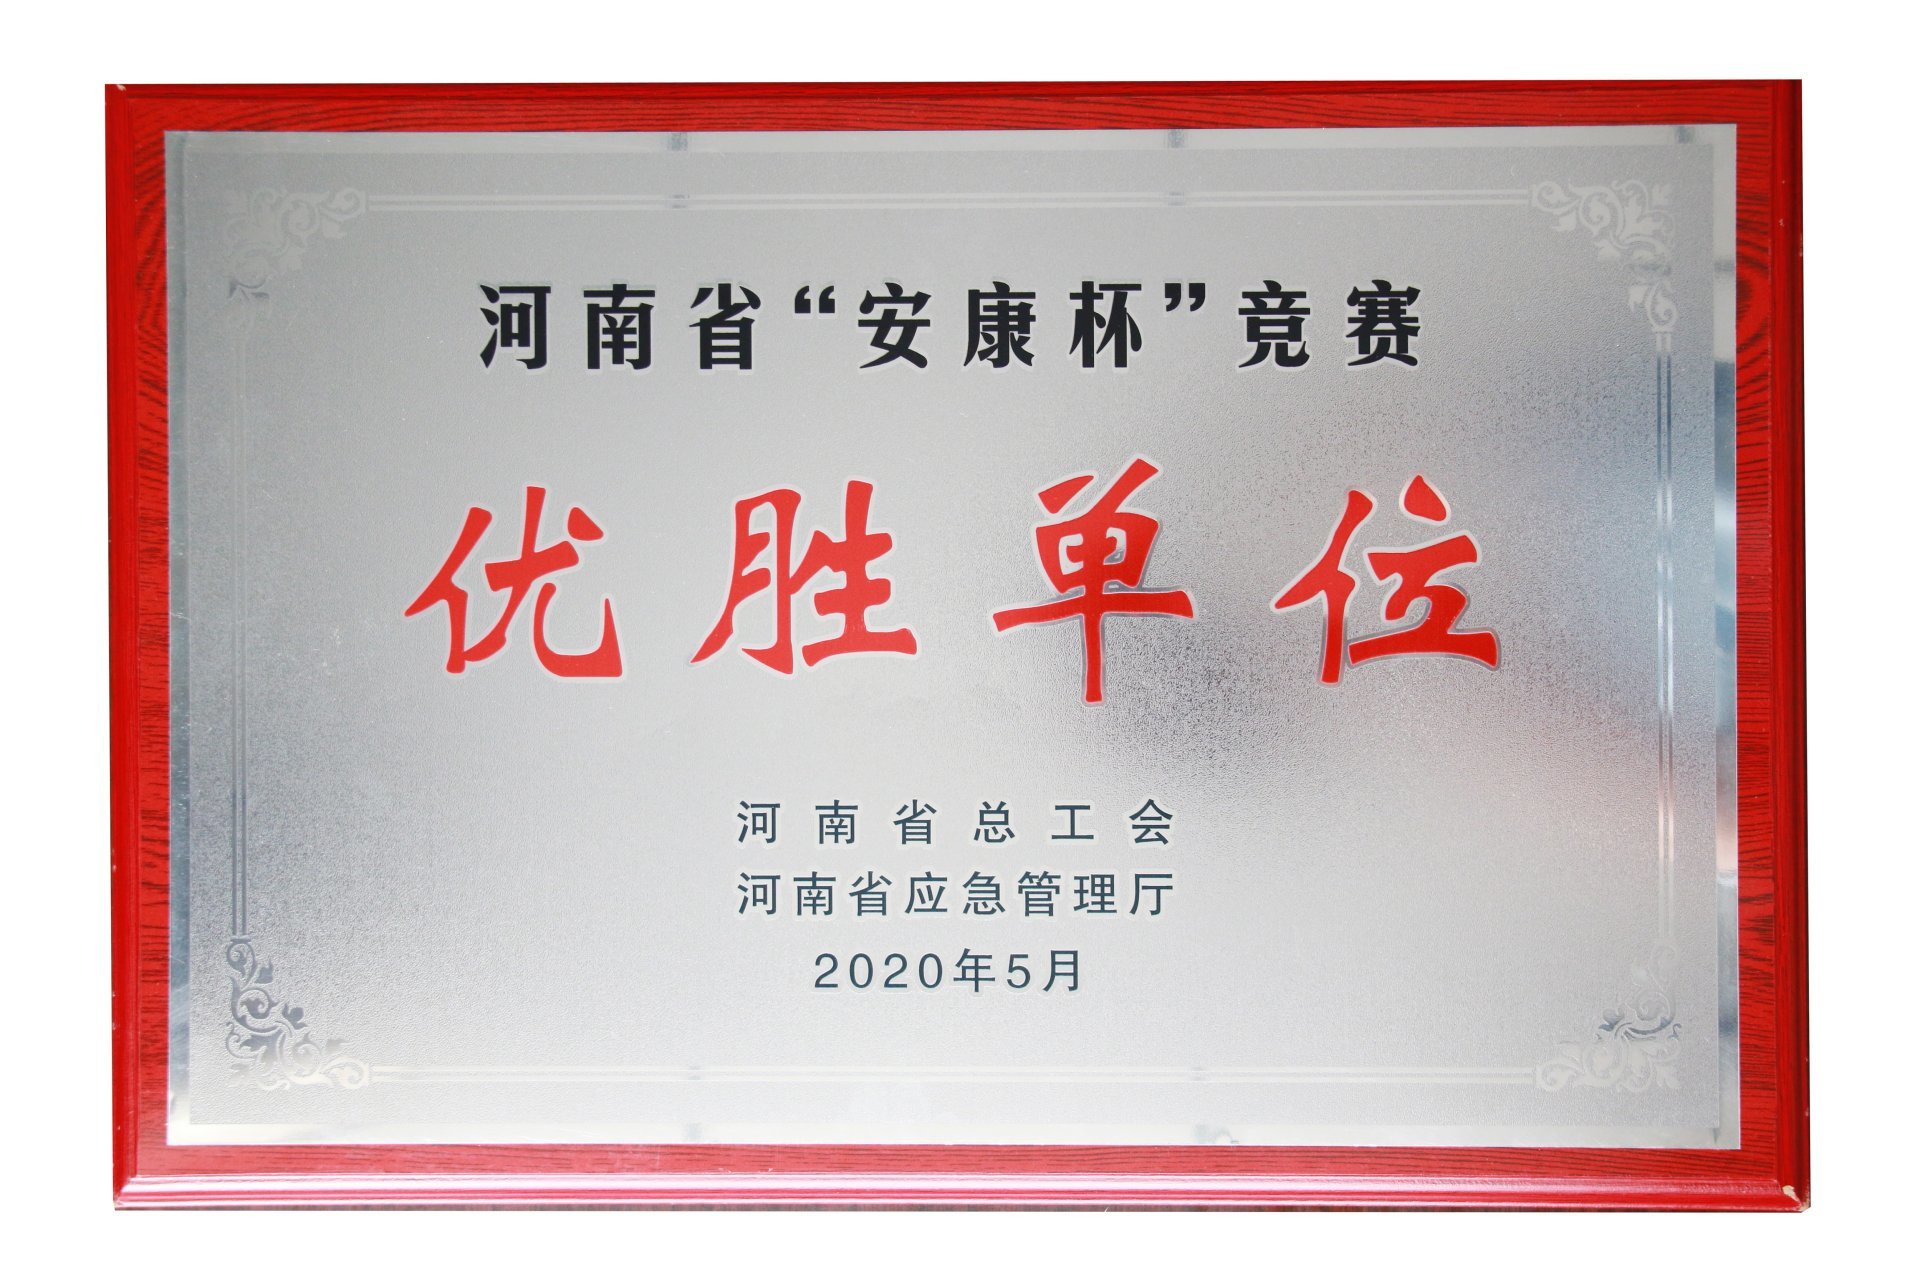 河南省“安康杯”竞赛
优胜单位
河南省总工会
河南省应急管理厅
2020年5月